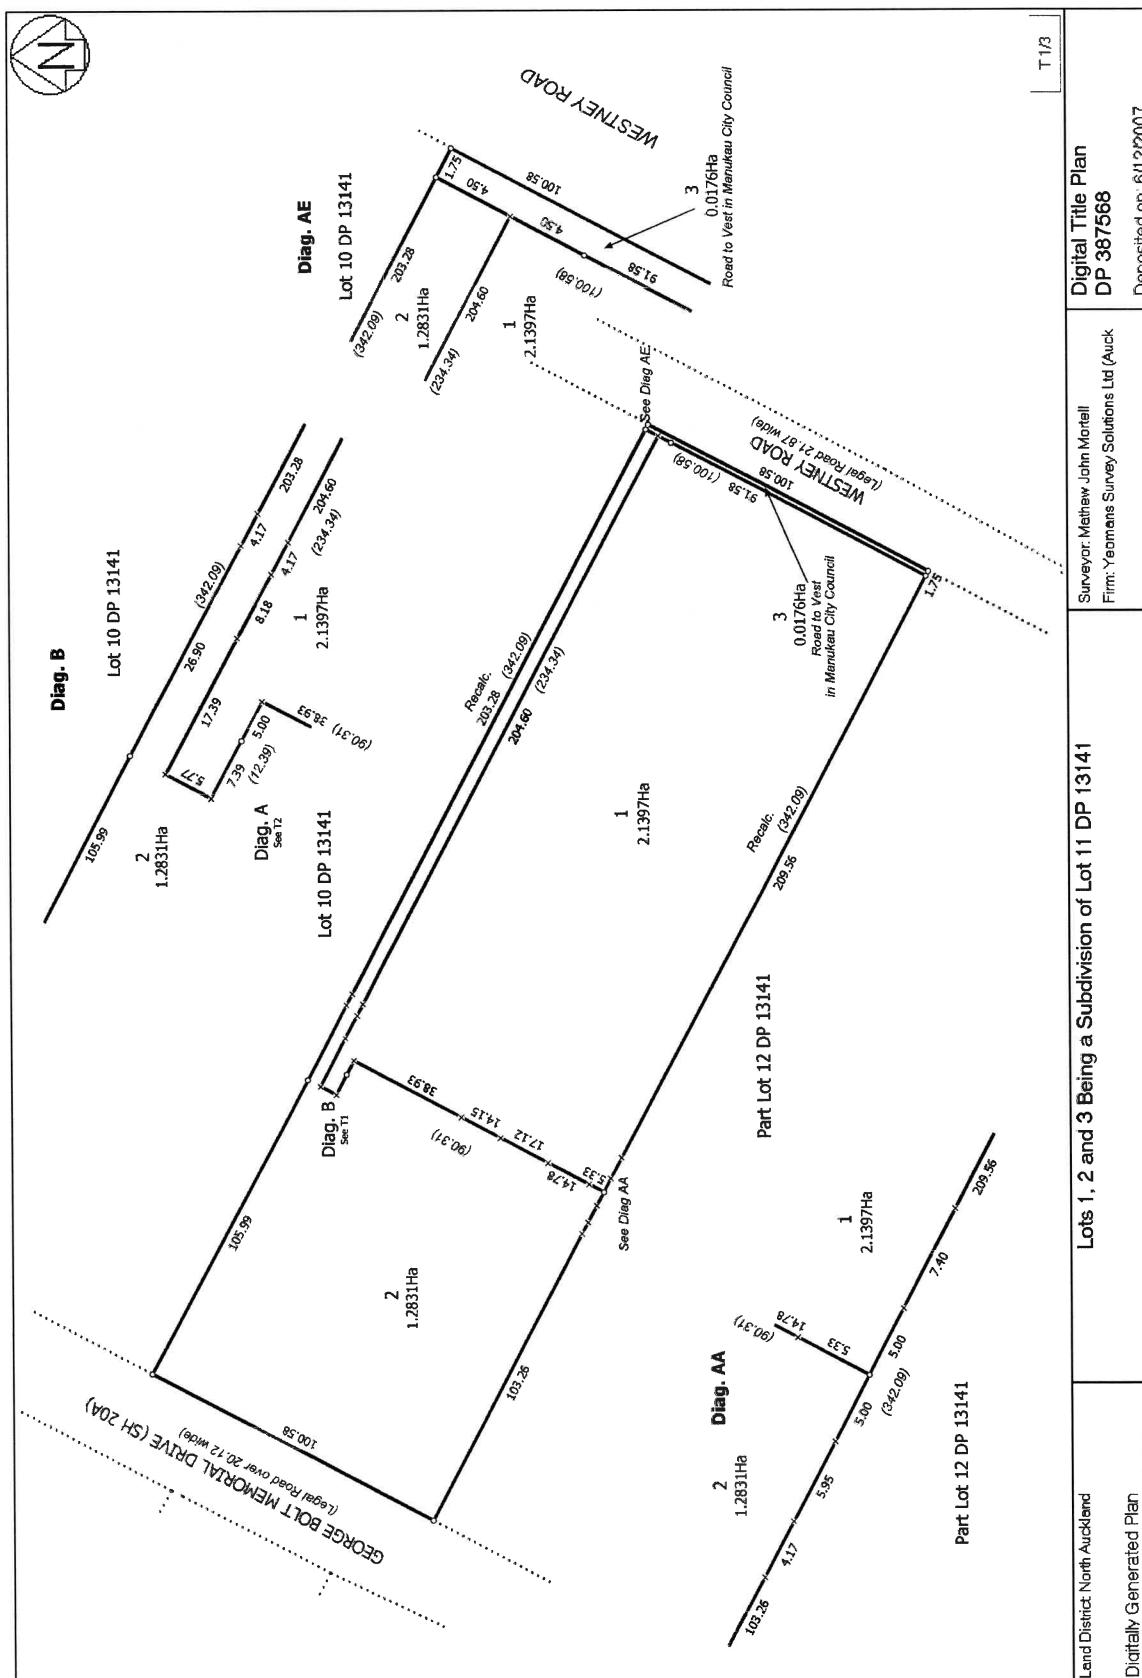 N
T1/3
WESTNEY ROAD
Diag. AE
Lot 10 DP 13141
1.75
4.50
100.58
203.28
(342.09)
2
1.2831Ha
204.60
(234.34)
4.50
(100.58)
91.58
1
2.1397Ha
3
0.0176Ha
Road to Vest in Manukau City Council
Diag. B
Lot 10 DP 13141
203.28
4.17
(342.09)
204.60
(234.34)
4.17
8.18
26.90
17.39
1
2.1397Ha
38.93
(90.31)
5.00
7.39
(12.39)
5.77
Diag. A
See T2
105.99
2
1.2831Ha
Lot 10 DP 13141
See Diag AE
WESTNEY ROAD
(Legal Road 21.87 wide)
100.58
91.58
(100.58)
1.75
3
0.0176Ha
Road to Vest
in Manukau City Council
Recalc.
203.28
(342.09)
204.60
(234.34)
1
2.1397Ha
Recalc.
209.56
(342.09)
Part Lot 12 DP 13141
Diag. B
See T1
38.93
14.15
(90.31)
17.12
14.78
5.33
See Diag AA
105.99
2
1.2831Ha
103.26
100.58
GEORGE BOLT MEMORIAL DRIVE (SH 20A)
(Legal Road over 20.12 wide)
Diag. AA
2
1.2831Ha
1
2.1397Ha
(90.31)
14.78
5.33
209.56
7.40
5.00
(342.09)
5.00
5.95
4.17
103.26
Part Lot 12 DP 13141
Land District: North Auckland
Digitally Generated Plan
Lots 1, 2 and 3 Being a Subdivision of Lot 11 DP 13141
Surveyor: Mathew John Mortell
Firm: Yeomans Survey Solutions Ltd (Auck
Digital Title Plan
DP 387568
Deposited on: 6/12/2007